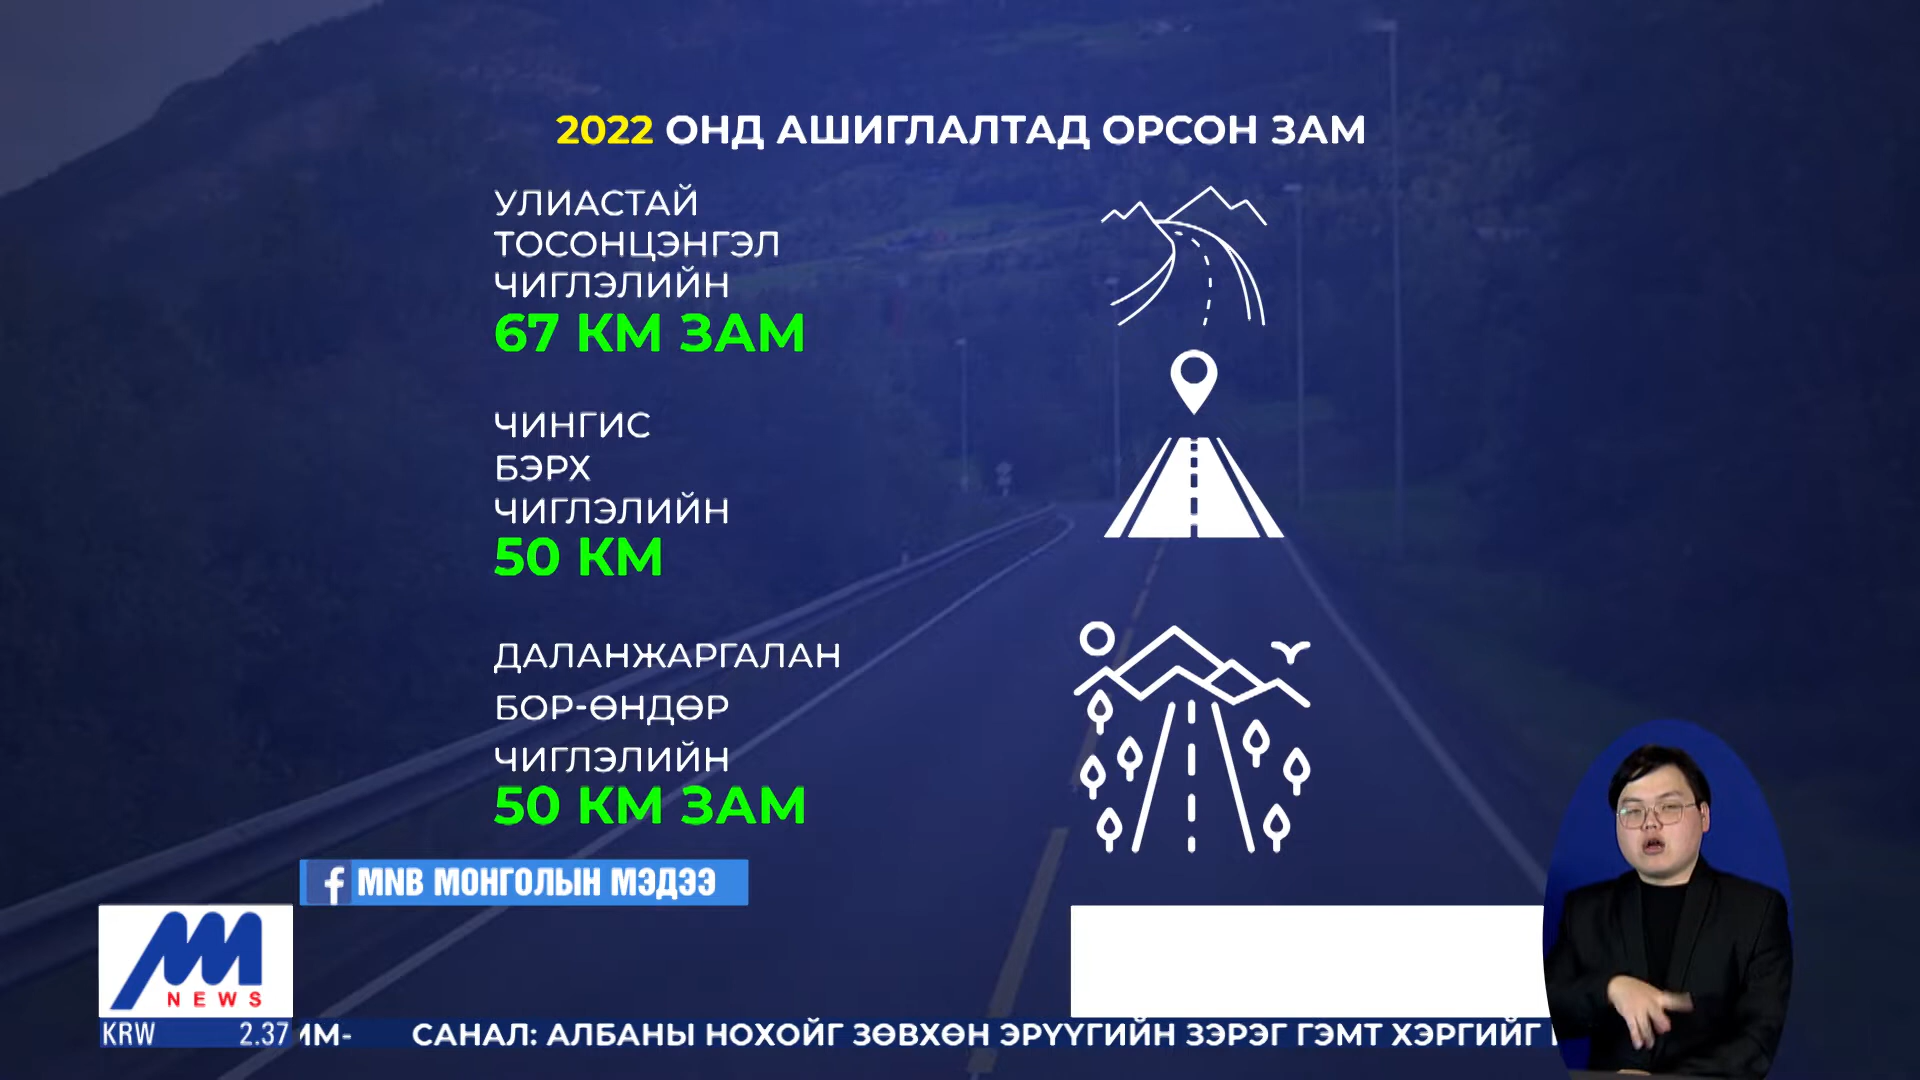 2022 ОНД АШИГЛАЛТАД ОРСОН ЗАМ
УЛИАСТАЙ
ТОСОНЦЭНГЭЛ
ЧИГЛЭЛИЙН
67 КМ ЗАМ
ЧИНГИС
БЭРХ
ЧИГЛЭЛИЙН
50 КМ
ДАЛАНЖАРГАЛАН
БОР-ӨНДӨР
ЧИГЛЭЛИЙН
50 КМ ЗАМ
MNB МОНГОЛЫН МЭДЭЭ
NEWS
KRW 2.37
САНАЛ: АЛБАНЫ НОХОЙГ ЗӨВХӨН ЭРҮҮГИЙН ЗЭРЭГ ГЭМТ ХЭРГИЙГ